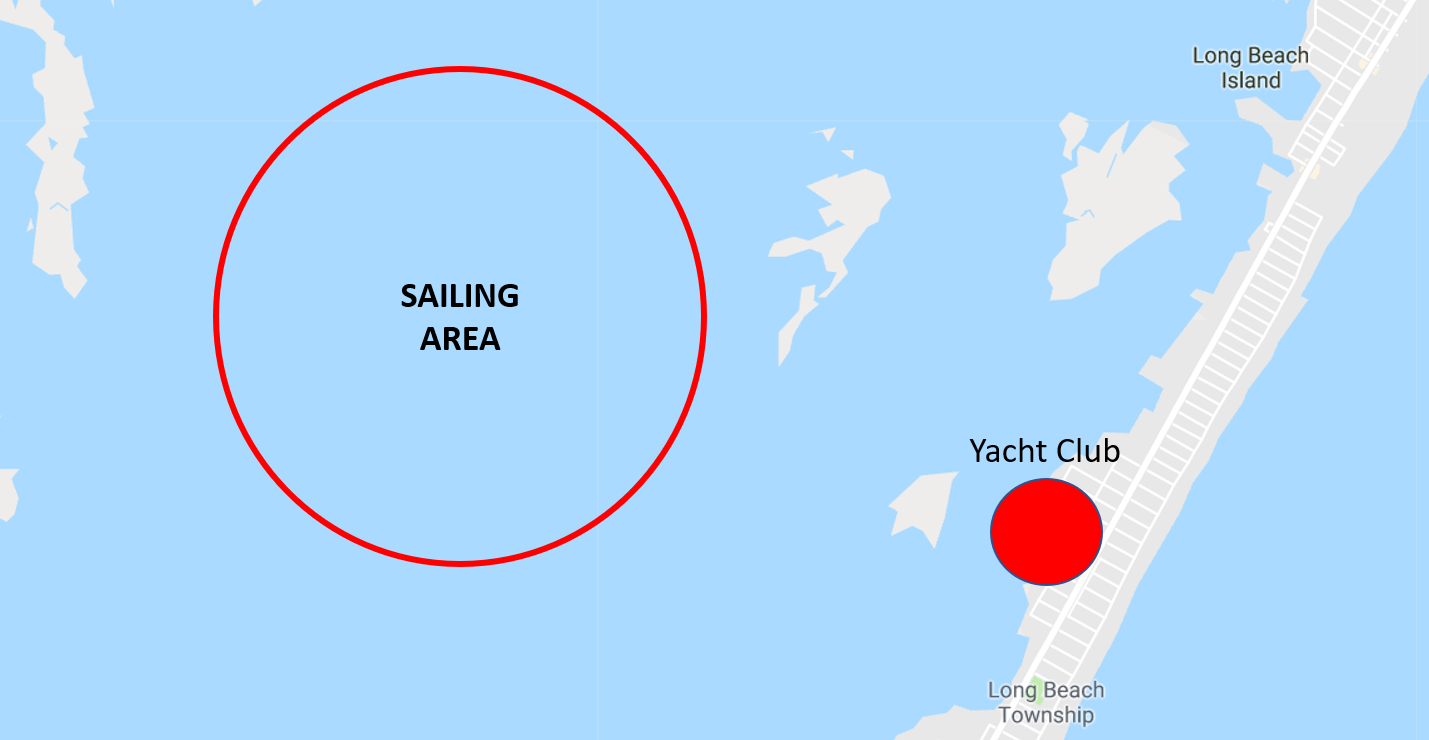 Long Beach
Island
SAILING
AREA
Yacht Club
Long Beach
Township